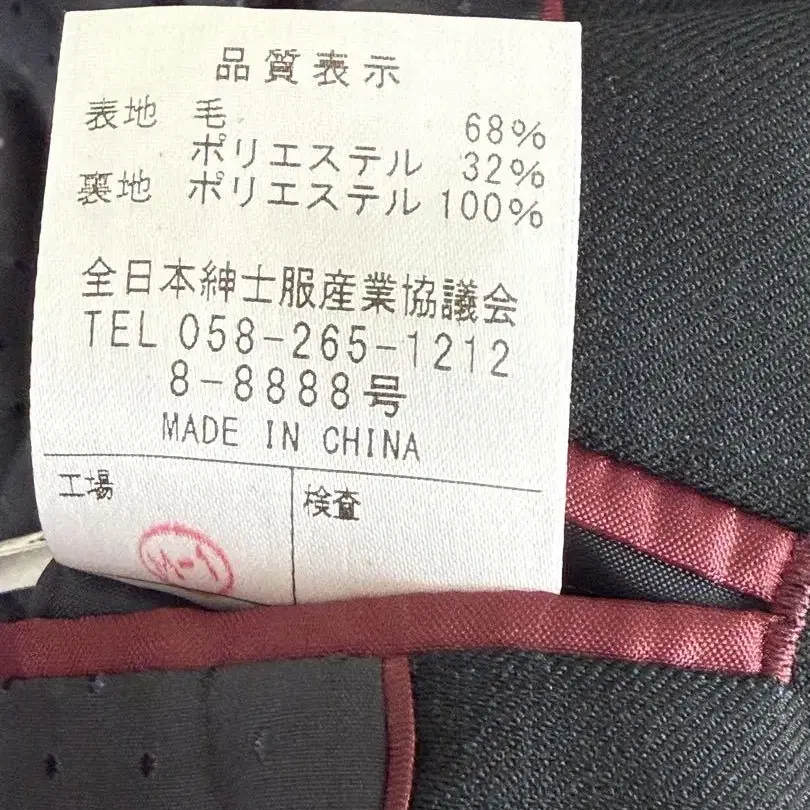 品質表示
表地 毛 68%
ポリエステル 32%
裏地 ポリエステル 100%
全日本紳士服産業協議会
TEL 058-265-1212
8-8888号
MADE IN CHINA
工場 検査